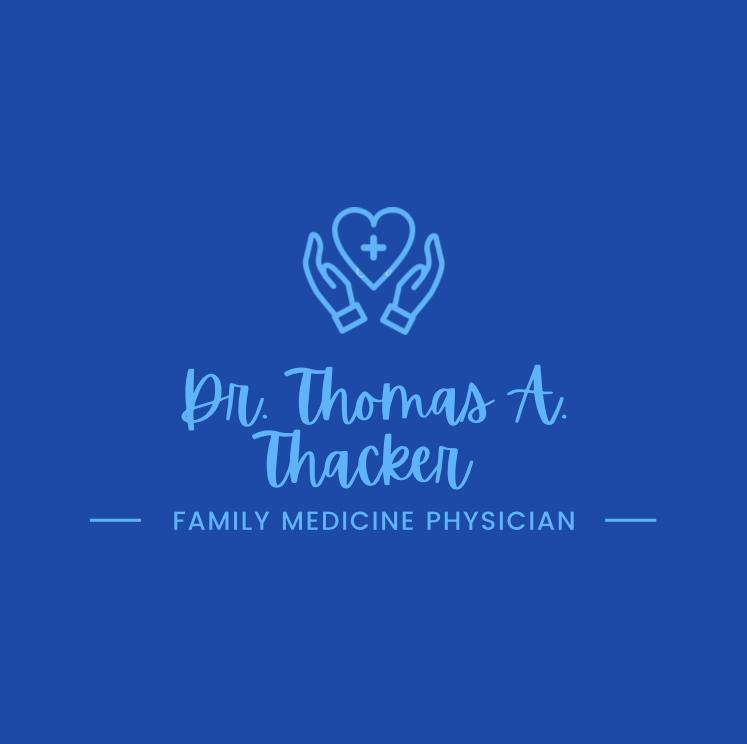 Dr. Thomas A.
Thacker
FAMILY MEDICINE PHYSICIAN